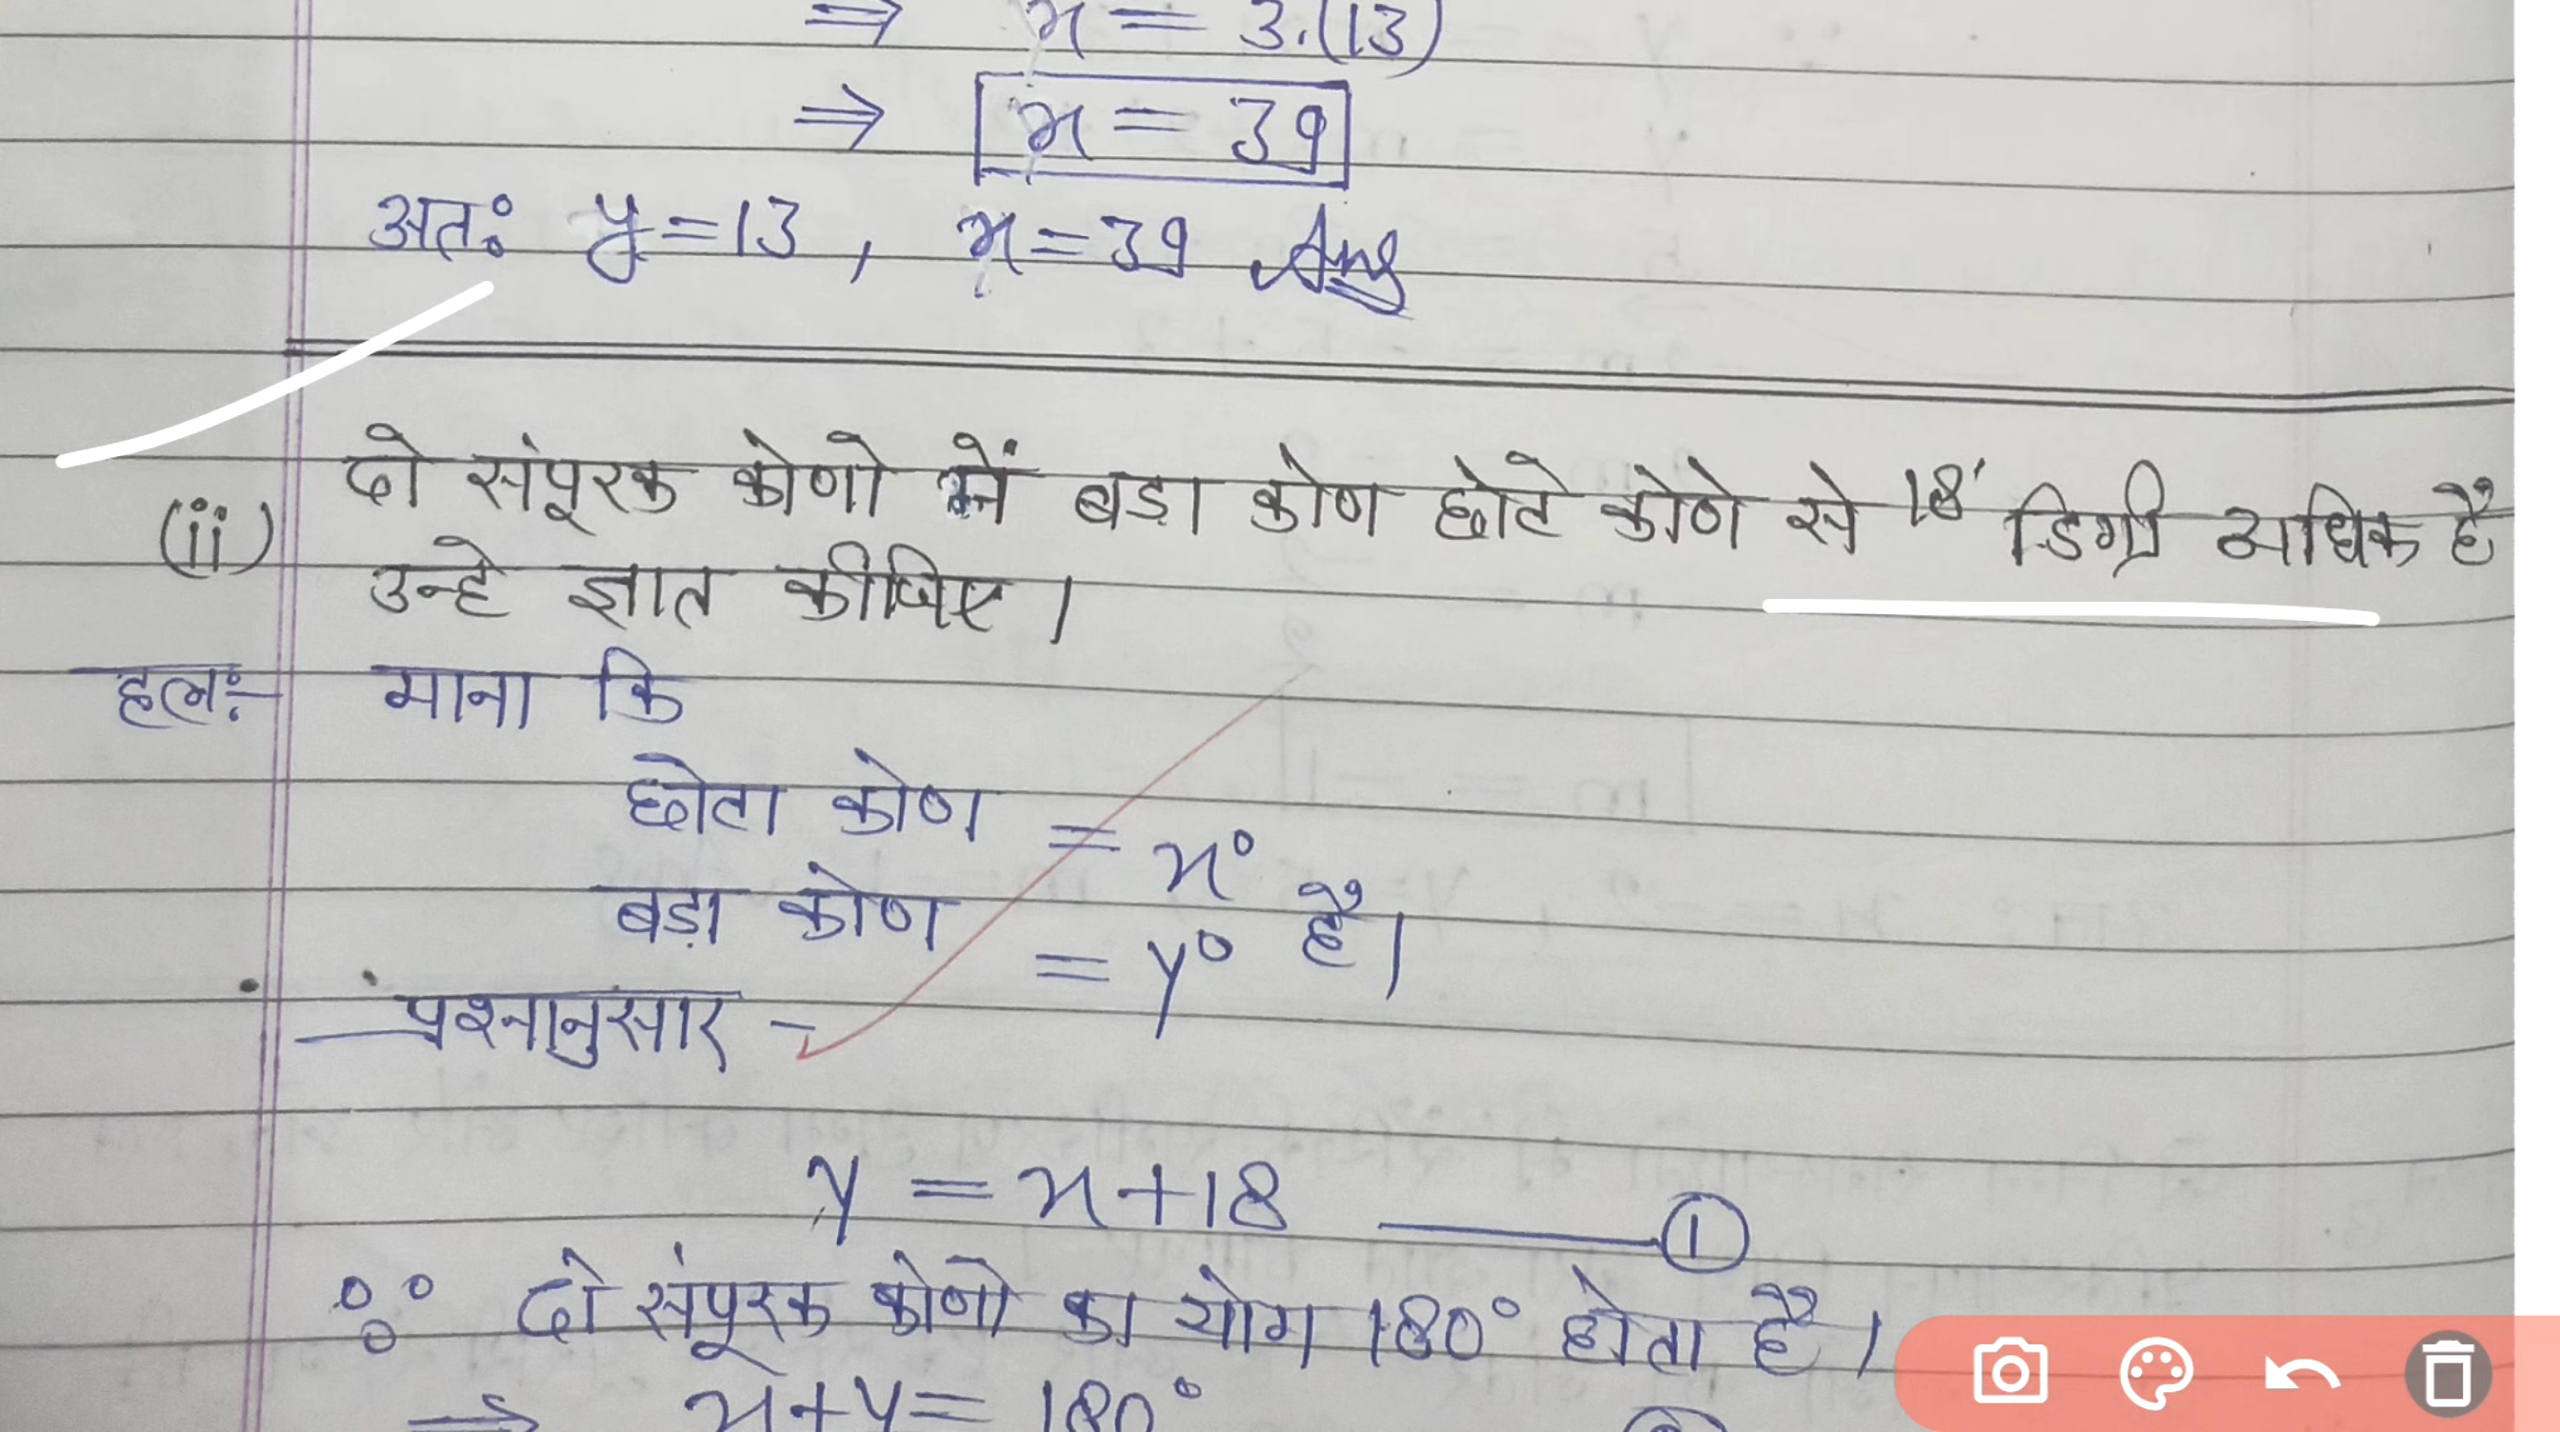 ⇒ x = 3.(13)
⇒ x = 39
अतः y=13, x=39 Ans
(ii) दो संपूरक कोणो में बड़ा कोण छोटे कोणे से 18° डिग्री अधिक है
उन्हे ज्ञात कीजिए।
हलः- माना कि
छोटा कोण = x°
बड़ा कोण = y° है।
प्रश्नानुसार -
y = x+18 ——— ①
∵ दो संपूरक कोणो का योग 180° होता है।
⇒ x+y= 180°